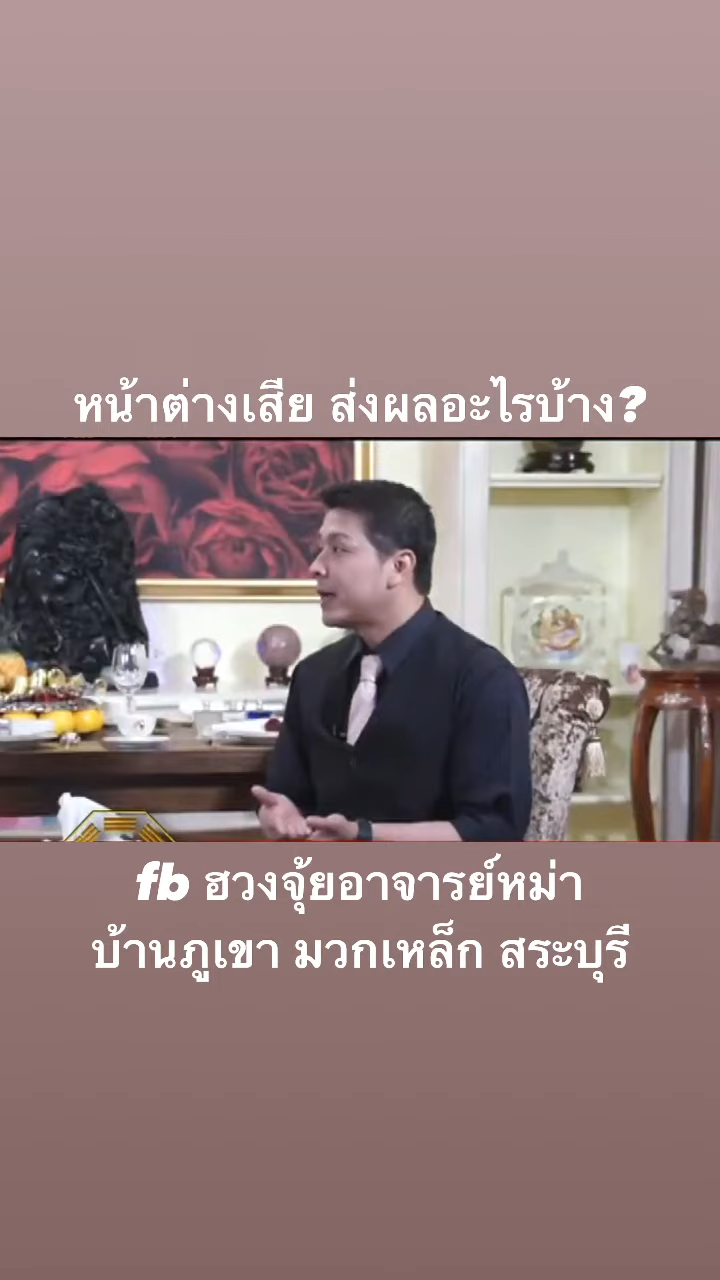 หน้าต่างเสีย ส่งผลอะไรบ้าง?
fb ฮวงจุ้ยอาจารย์หม่า
บ้านภูเขา มวกเหล็ก สระบุรี